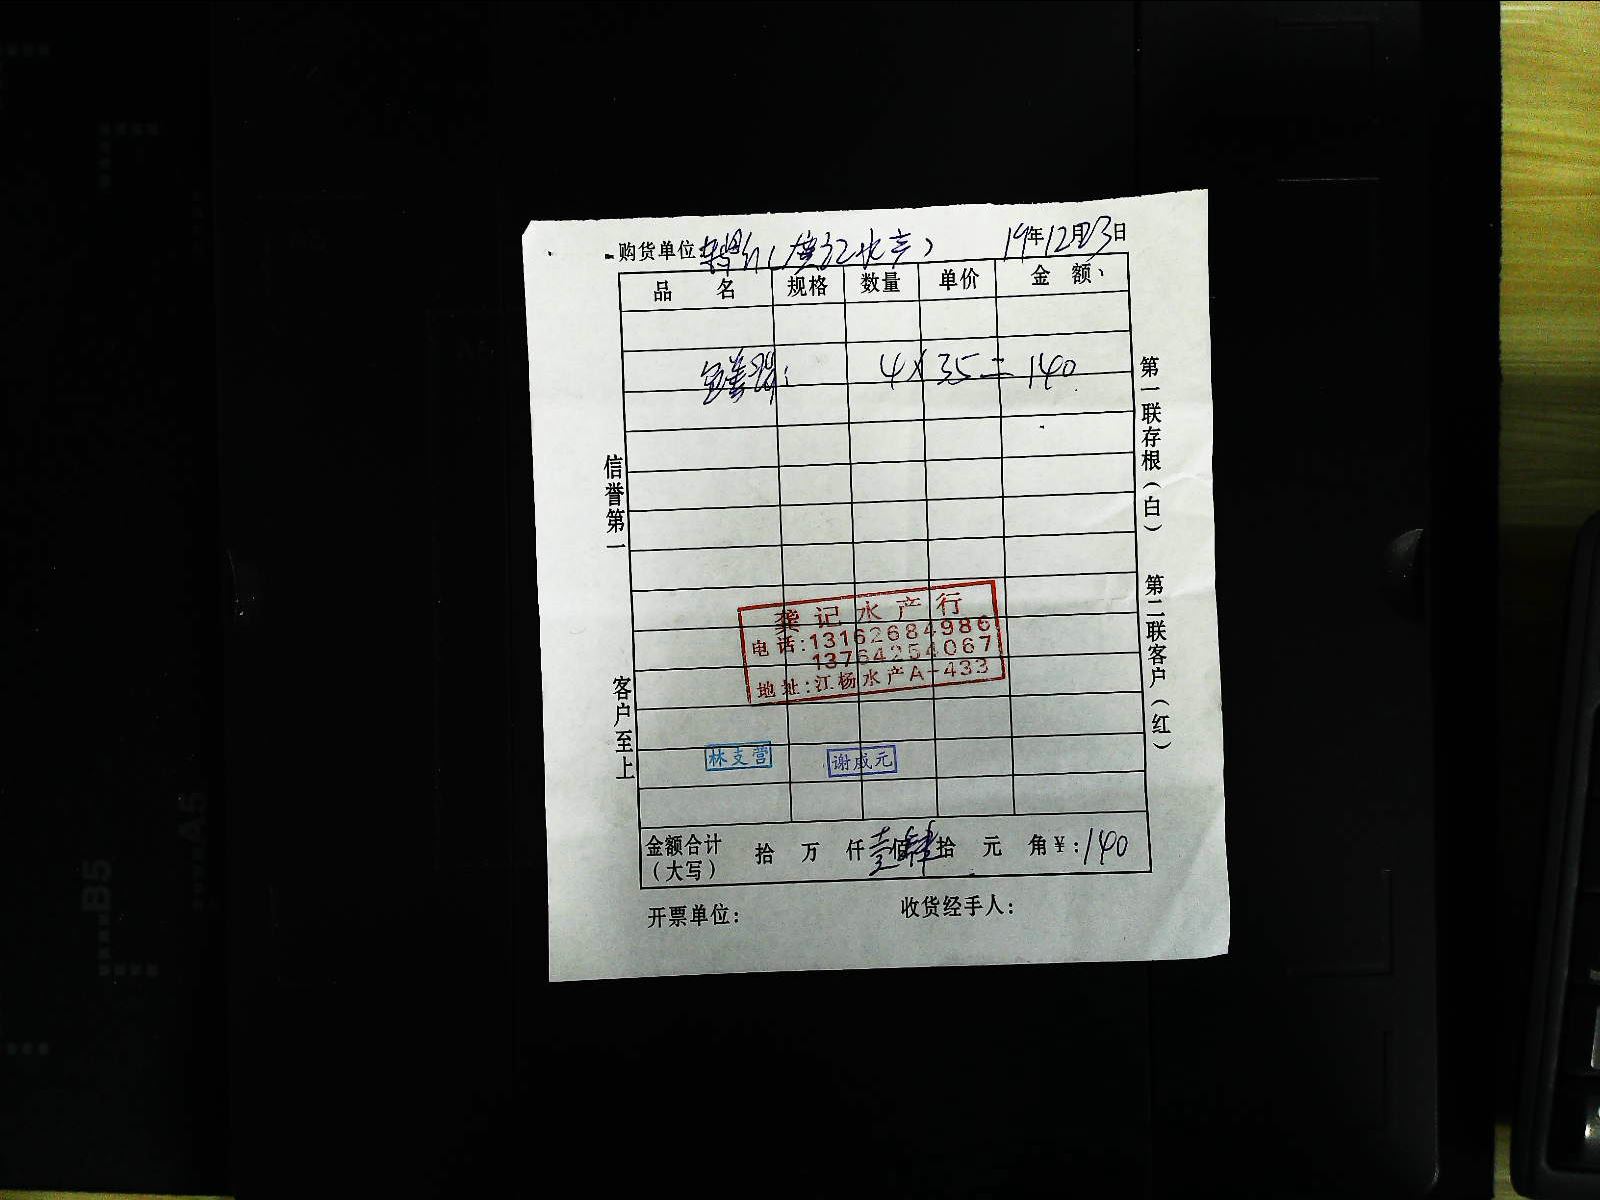 购货单位: 19年12月23日
品名 规格 数量 单价 金额
4×35=140
信誉第一
客户至上
第一联存根(白)
第二联客户(红)
龚记水产行
电话:13162684986
13764254067
地址:江杨水产A-433
林支营 谢成元
金额合计(大写) 拾 万 仟 壹佰肆拾 元 角 ¥:140
开票单位: 收货经手人: